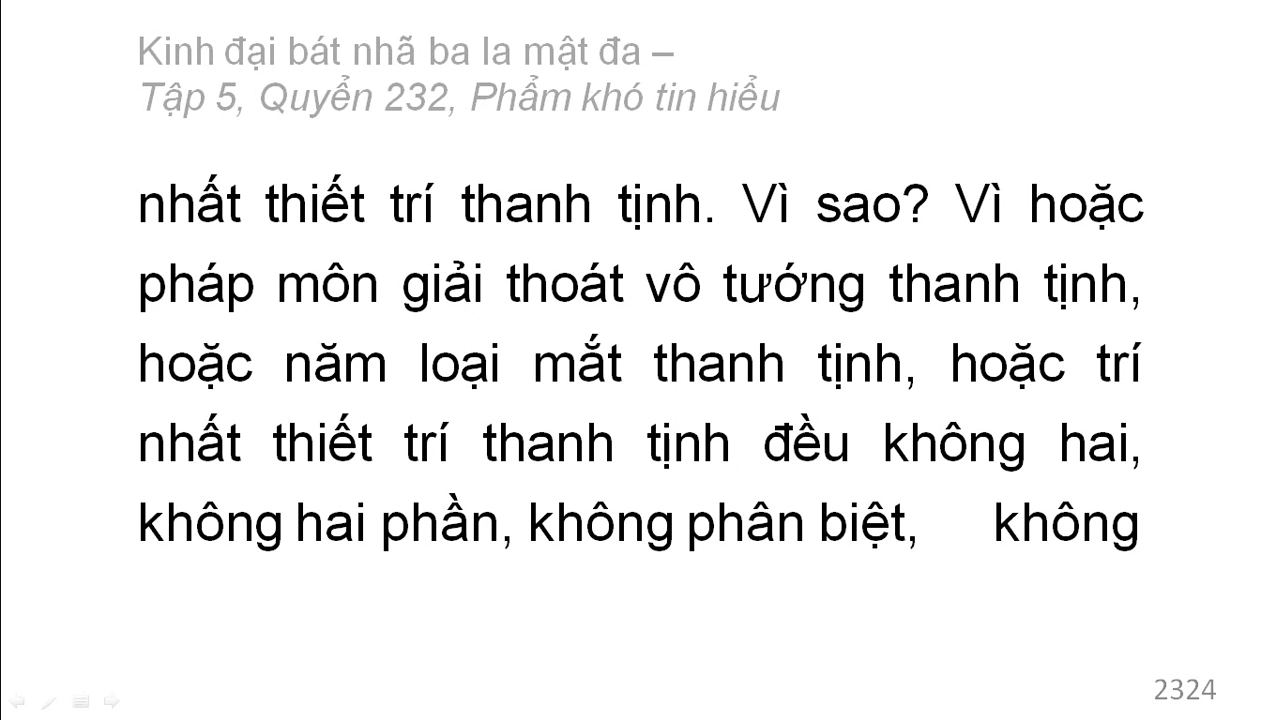 Kinh đại bát nhã ba la mật đa –
Tập 5, Quyển 232, Phẩm khó tin hiểu
nhất thiết trí thanh tịnh. Vì sao? Vì hoặc
pháp môn giải thoát vô tướng thanh tịnh,
hoặc năm loại mắt thanh tịnh, hoặc trí
nhất thiết trí thanh tịnh đều không hai,
không hai phần, không phân biệt, không
2324